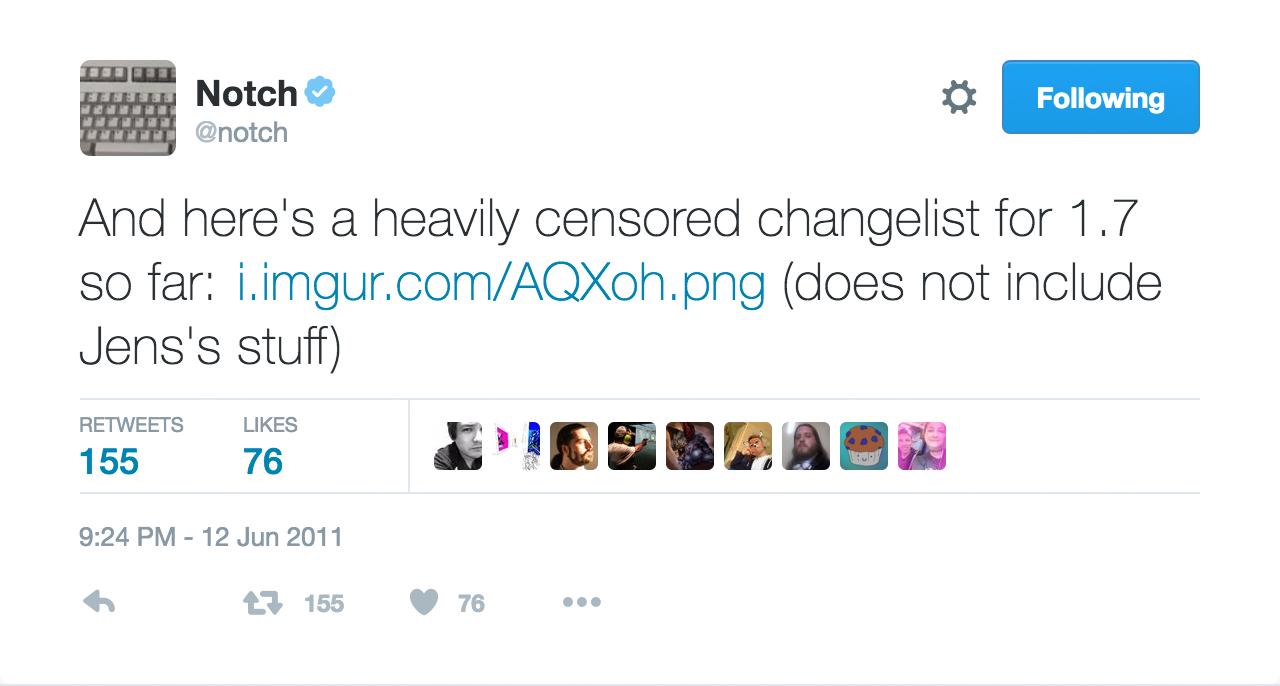 Notch
@notch
Following
And here's a heavily censored changelist for 1.7
so far: i.imgur.com/AQXoh.png (does not include
Jens's stuff)
RETWEETS LIKES
155 76
9:24 PM - 12 Jun 2011
155 76